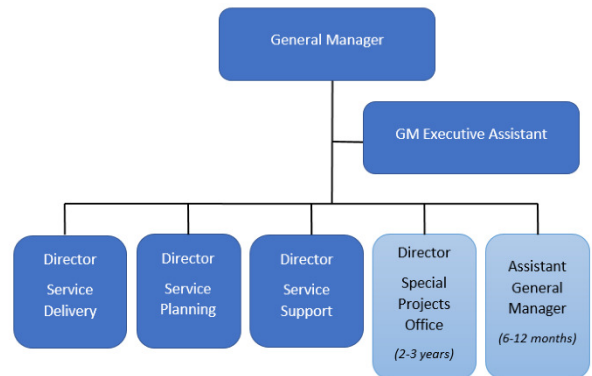 General Manager
GM Executive Assistant
Director
Service
Delivery
Director
Service
Planning
Director
Service
Support
Director
Special
Projects
Office
(2-3 years)
Assistant
General
Manager
(6-12 months)